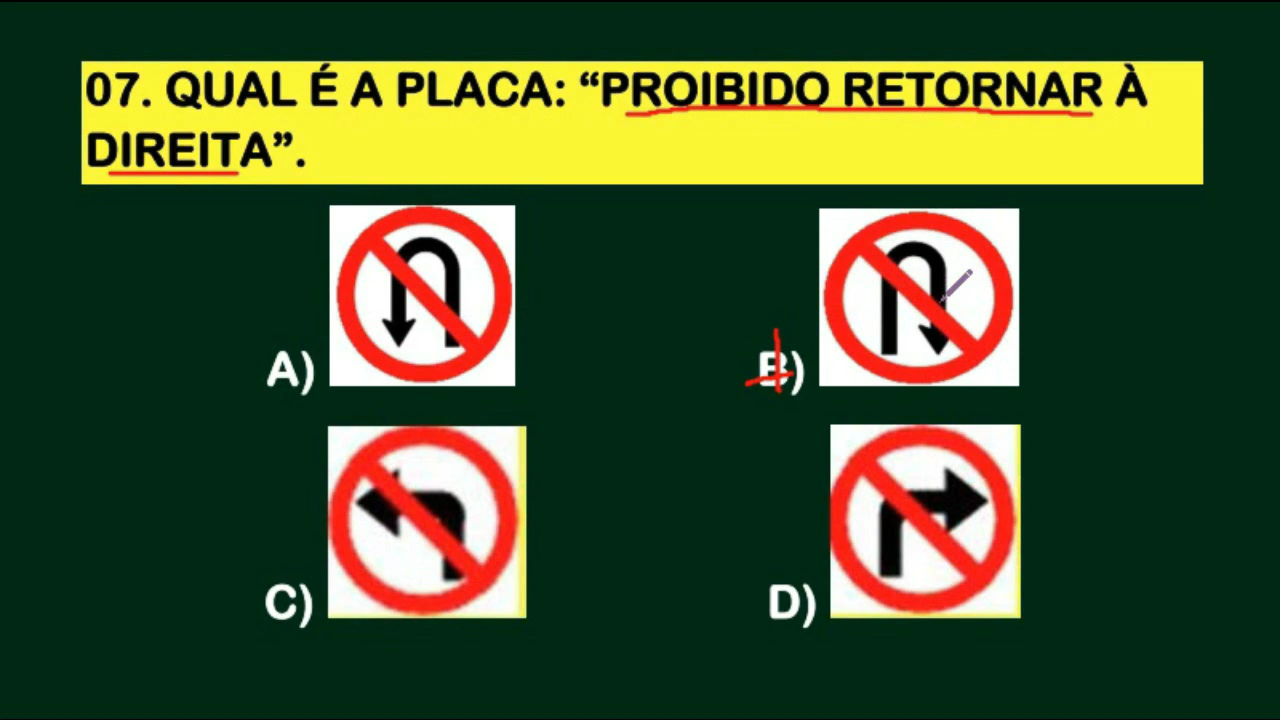 07. QUAL É A PLACA: “PROIBIDO RETORNAR À
DIREITA”.
A)
B)
C)
D)